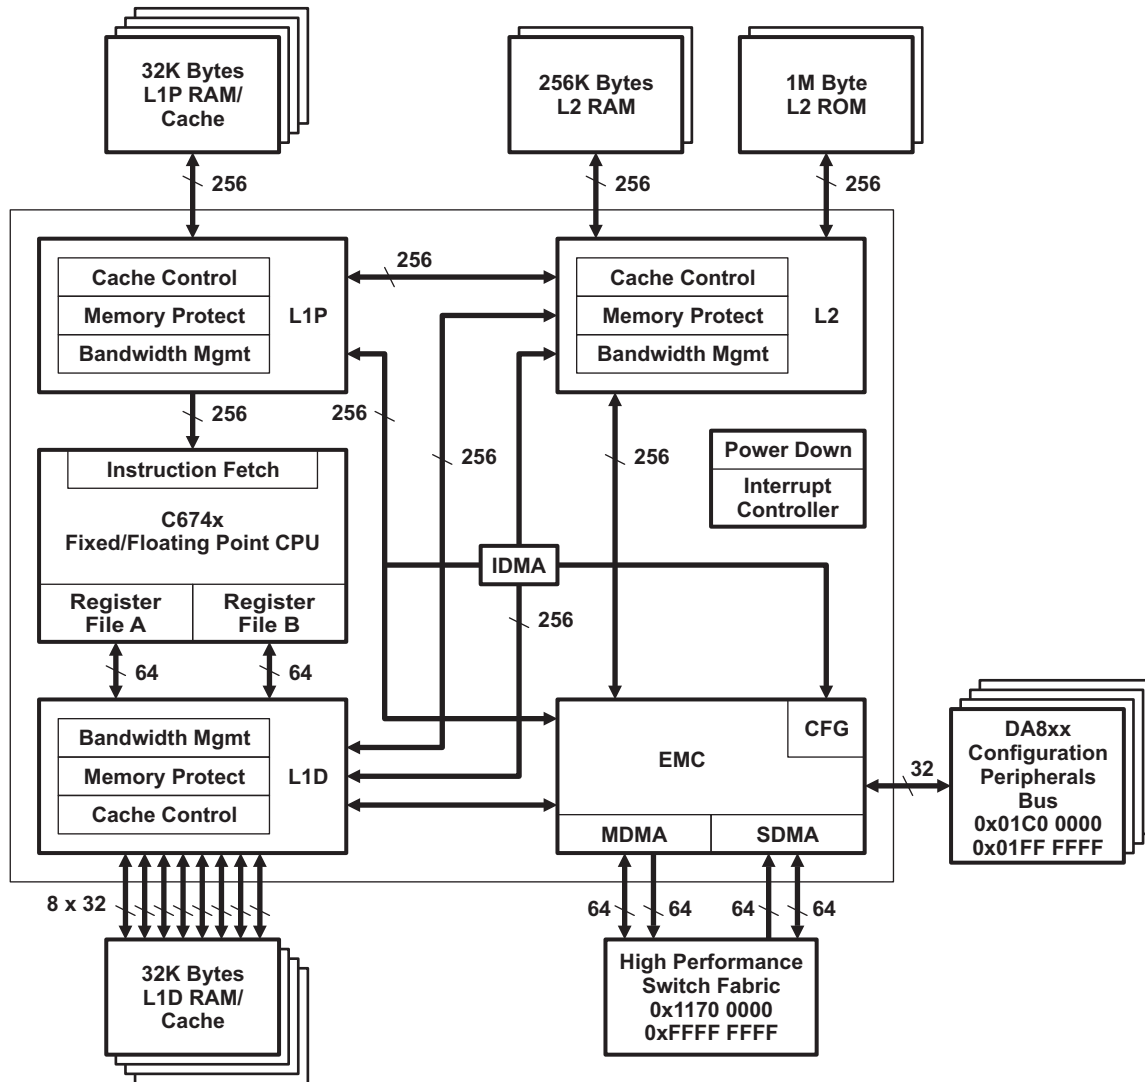 32K Bytes
L1P RAM/
Cache
256K Bytes
L2 RAM
1M Byte
L2 ROM
256
256
256
Cache Control
Memory Protect
Bandwidth Mgmt
L1P
256
Cache Control
Memory Protect
Bandwidth Mgmt
L2
256
256
256
256
Power Down
Interrupt
Controller
Instruction Fetch
C674x
Fixed/Floating Point CPU
Register
File A
Register
File B
IDMA
256
64
64
Bandwidth Mgmt
Memory Protect
Cache Control
L1D
EMC
CFG
MDMA
SDMA
32
DA8xx
Configuration
Peripherals
Bus
0x01C0 0000
0x01FF FFFF
8 x 32
64
64
64
64
32K Bytes
L1D RAM/
Cache
High Performance
Switch Fabric
0x1170 0000
0xFFFF FFFF